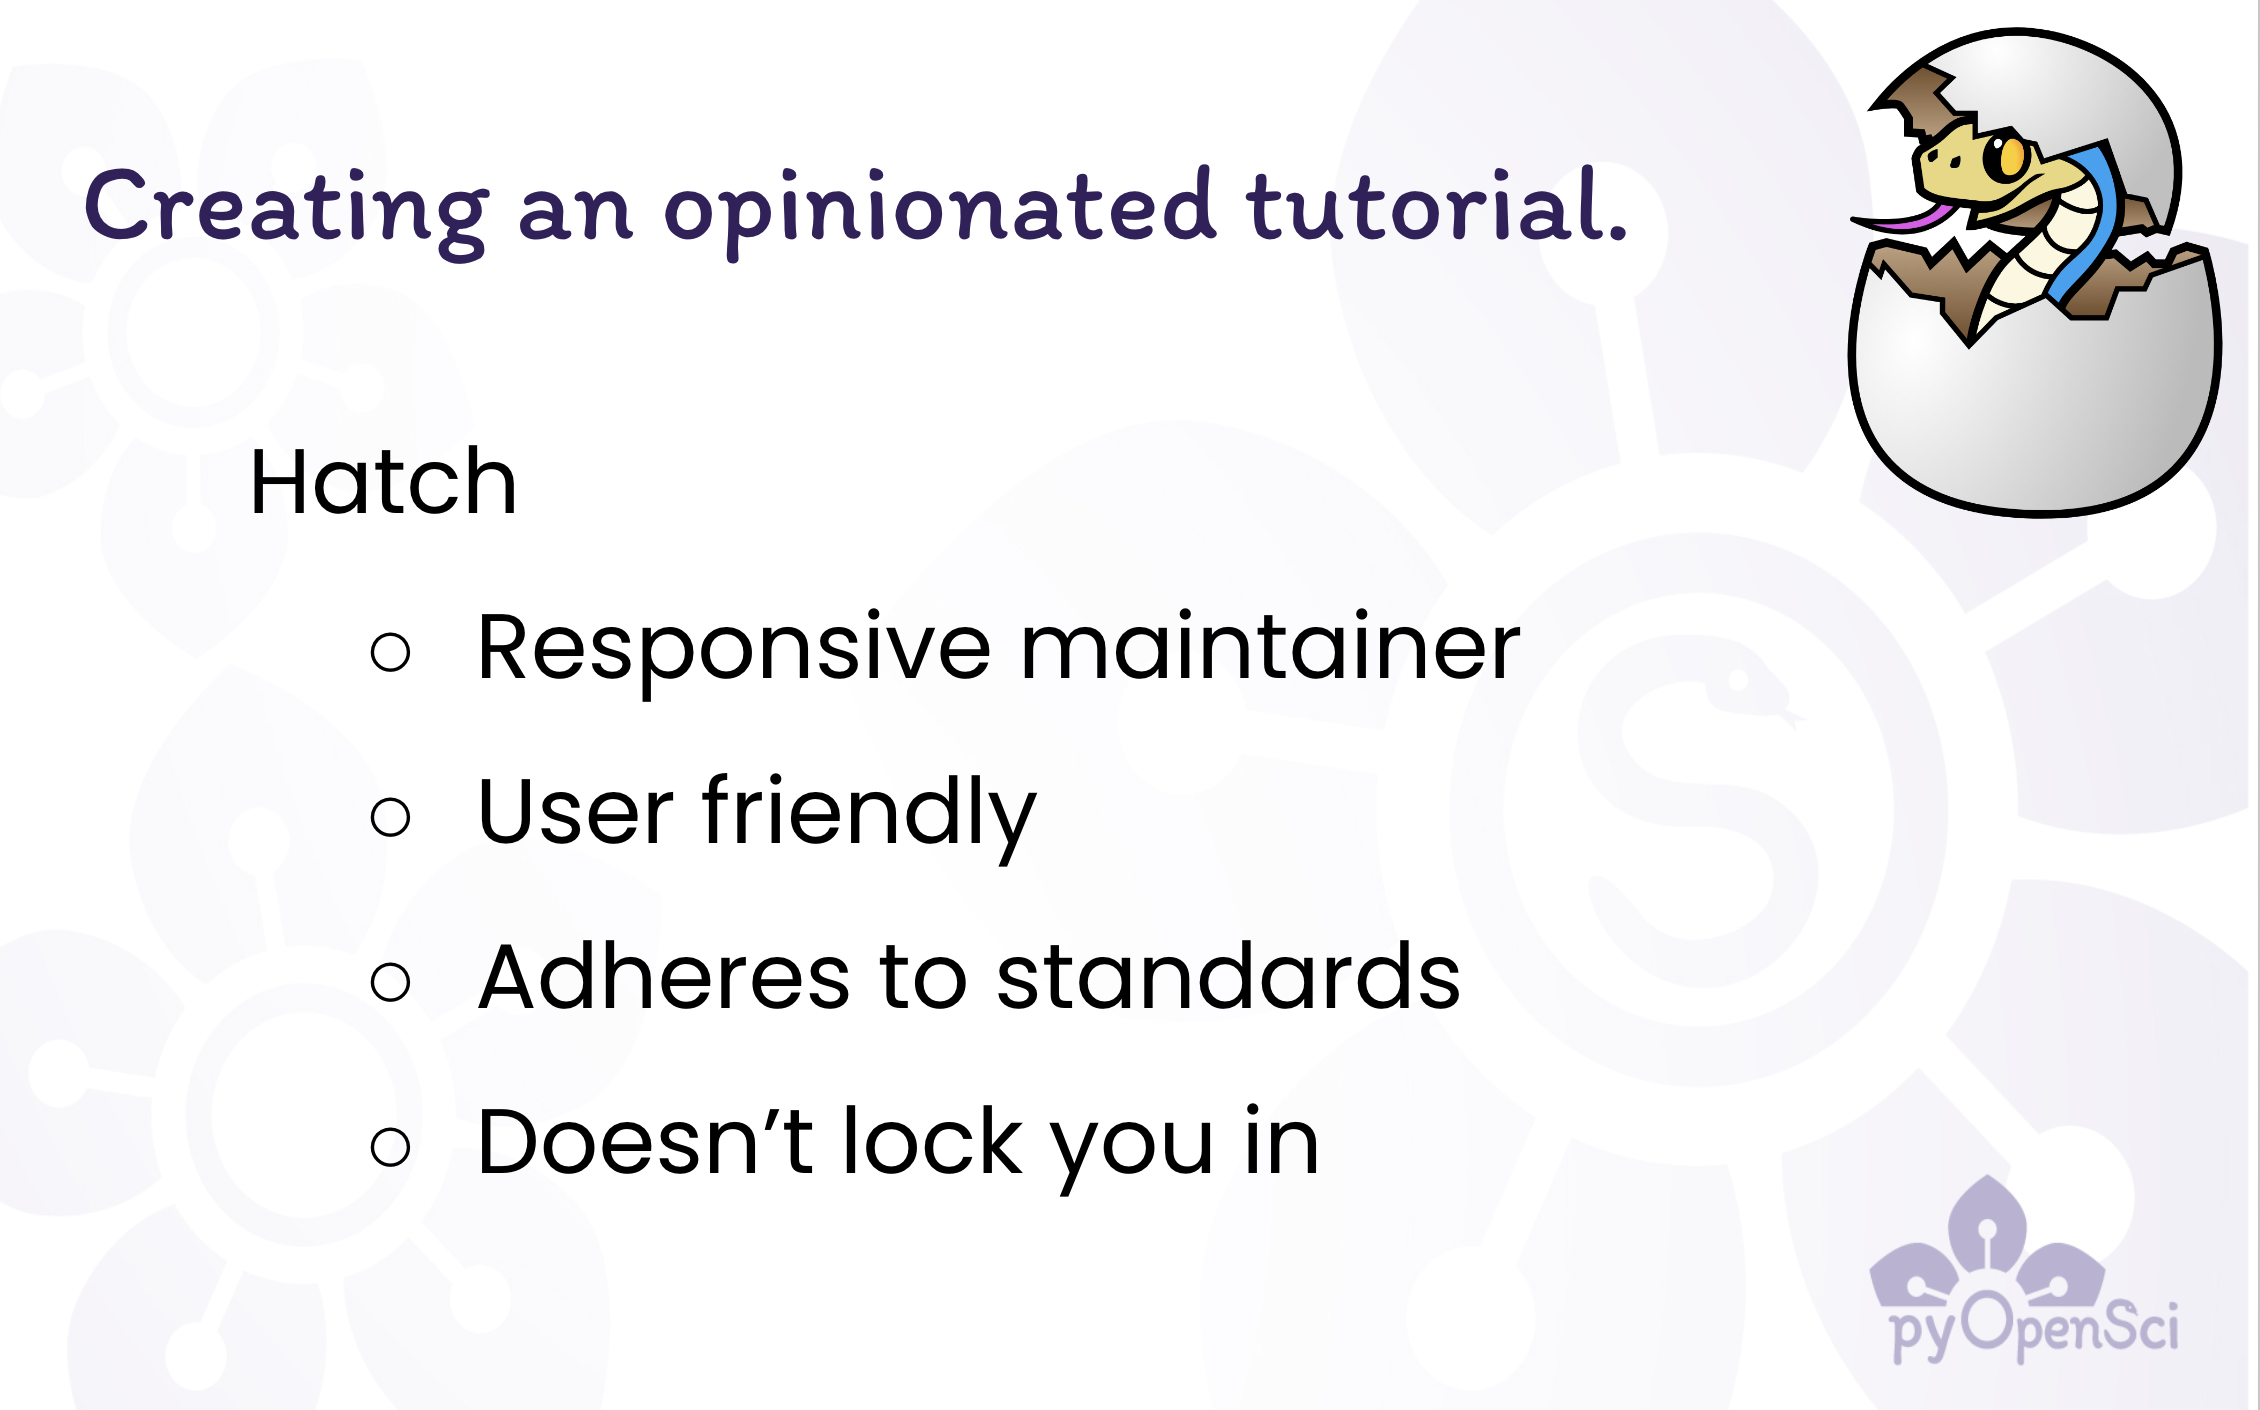 Creating an opinionated tutorial.
Hatch
○ Responsive maintainer
○ User friendly
○ Adheres to standards
○ Doesn’t lock you in
pyOpenSci